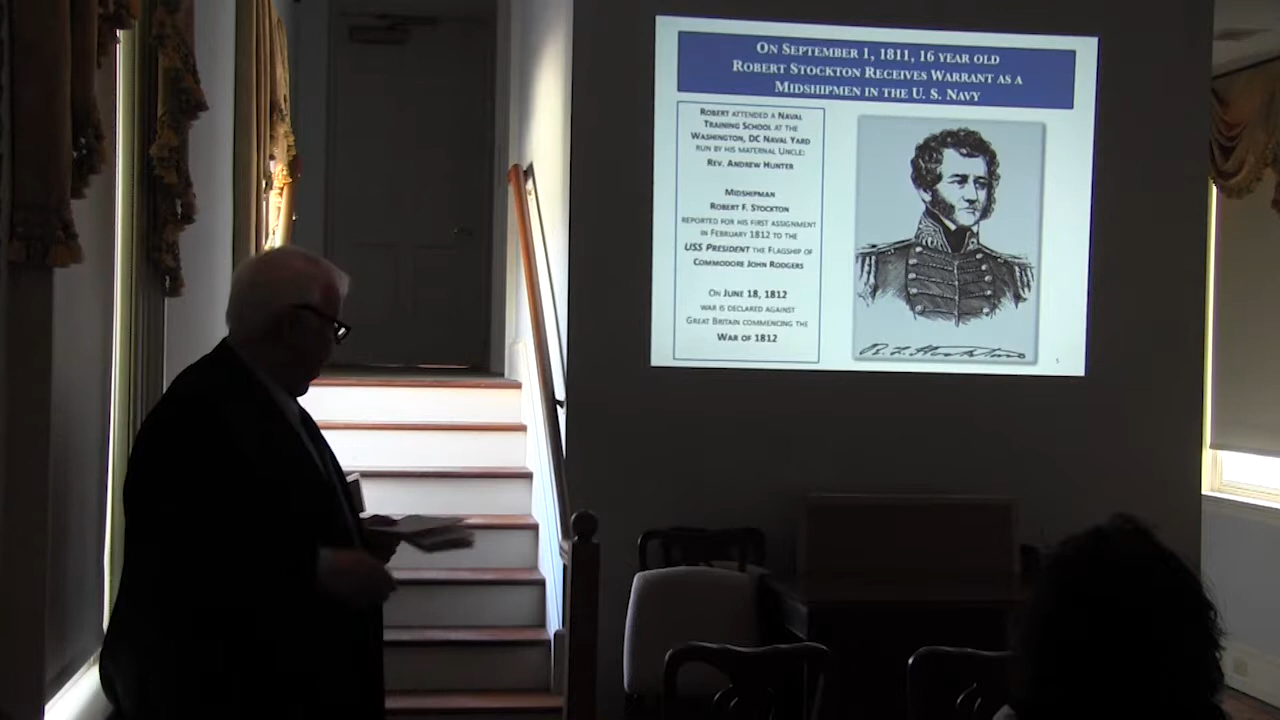 On September 1, 1811, 16 year old
Robert Stockton Receives Warrant as a
Midshipmen in the U. S. Navy
Robert attended a Naval
Training School at the
Washington, DC Naval Yard
run by his maternal Uncle:
Rev. Andrew Hunter
Midshipman
Robert F. Stockton
reported for his first assignment
in February 1812 to the
USS President the Flagship of
Commodore John Rodgers
On June 18, 1812
war is declared against
Great Britain commencing the
War of 1812
R. F. Stockton